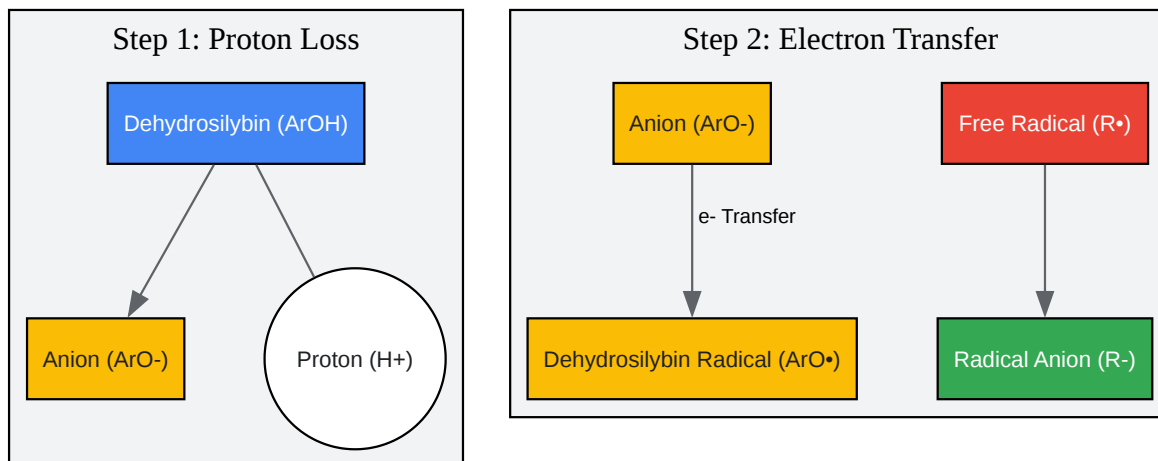 Step 1: Proton Loss
Dehydrosilybin (ArOH)
Anion (ArO-)
Proton (H+)
Step 2: Electron Transfer
Anion (ArO-)
Free Radical (R•)
e- Transfer
Dehydrosilybin Radical (ArO•)
Radical Anion (R-)